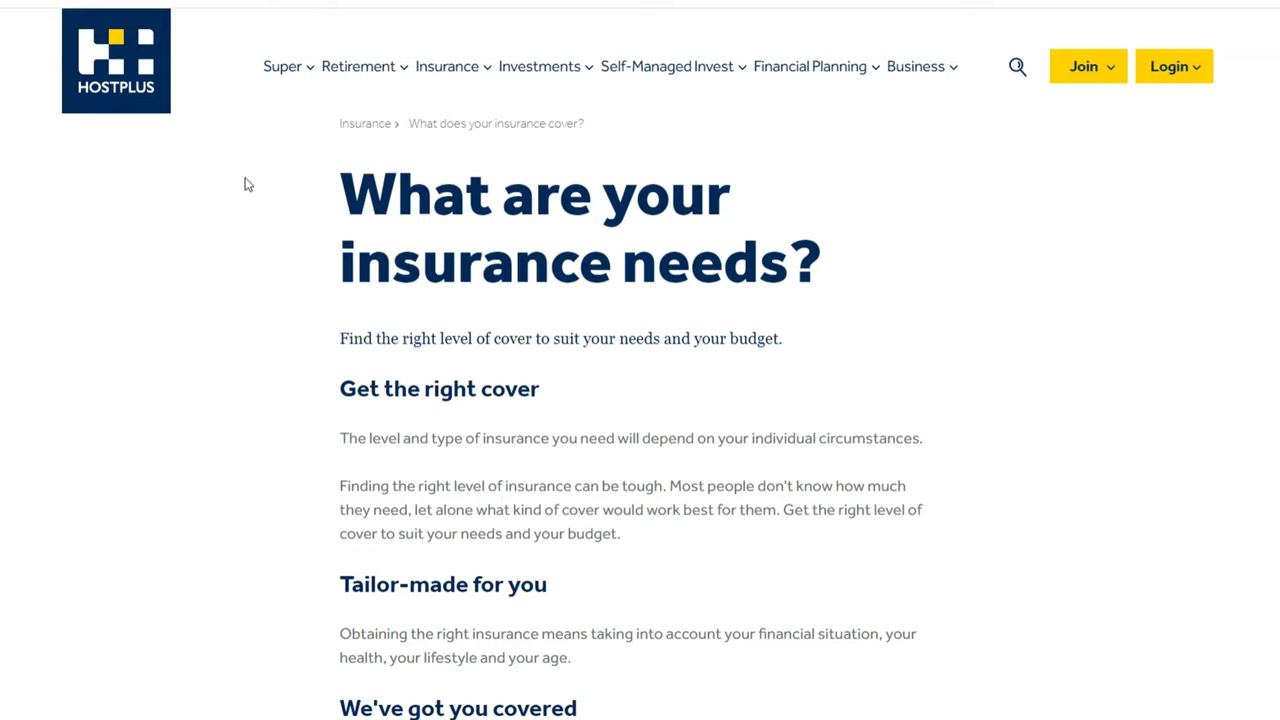 HOSTPLUS
Super Retirement Insurance Investments Self-Managed Invest Financial Planning Business Join Login
Insurance › What does your insurance cover?
What are your
insurance needs?
Find the right level of cover to suit your needs and your budget.
Get the right cover
The level and type of insurance you need will depend on your individual circumstances.
Finding the right level of insurance can be tough. Most people don't know how much
they need, let alone what kind of cover would work best for them. Get the right level of
cover to suit your needs and your budget.
Tailor-made for you
Obtaining the right insurance means taking into account your financial situation, your
health, your lifestyle and your age.
We've got you covered